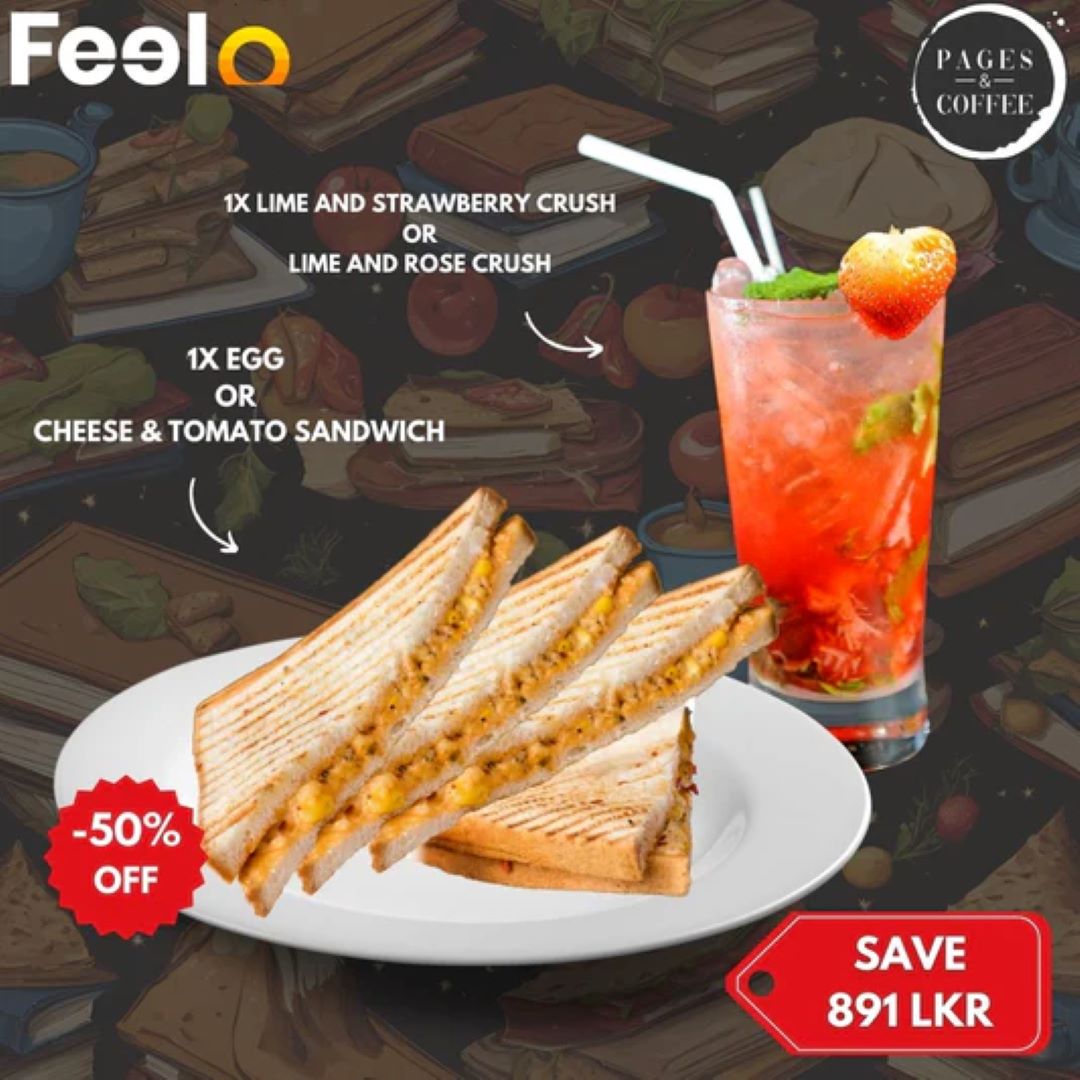 Feelo
PAGES
&
COFFEE
1X LIME AND STRAWBERRY CRUSH
OR
LIME AND ROSE CRUSH
1X EGG
OR
CHEESE & TOMATO SANDWICH
-50%
OFF
SAVE
891 LKR